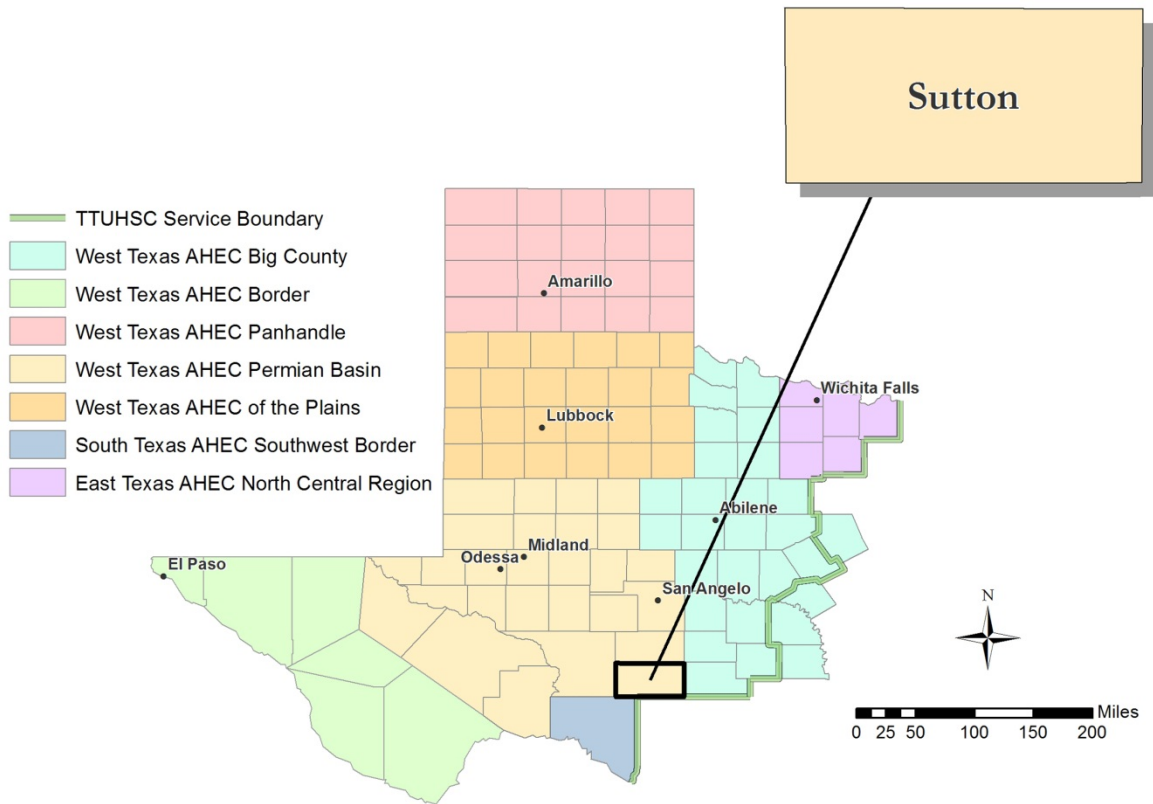 Sutton
TTUHSC Service Boundary
West Texas AHEC Big County
West Texas AHEC Border
West Texas AHEC Panhandle
West Texas AHEC Permian Basin
West Texas AHEC of the Plains
South Texas AHEC Southwest Border
East Texas AHEC North Central Region
Amarillo
Wichita Falls
Lubbock
Abilene
Midland
Odessa
El Paso
San Angelo
N
Miles
0 25 50 100 150 200